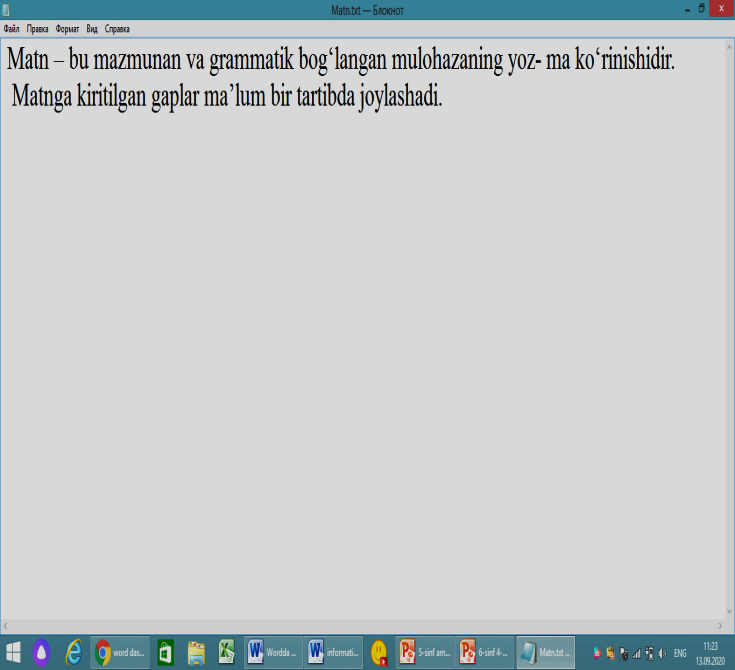 Matn.txt — Блокнот
Файл Правка Формат Вид Справка
Matn – bu mazmunan va grammatik bog‘langan mulohazaning yoz- ma ko‘rinishidir.
Matnga kiritilgan gaplar ma’lum bir tartibda joylashadi.
word das... Wordda ... informati... 5-sinf am... 6-sinf 4-... Matn.txt ... ENG 11:23
13.09.2020